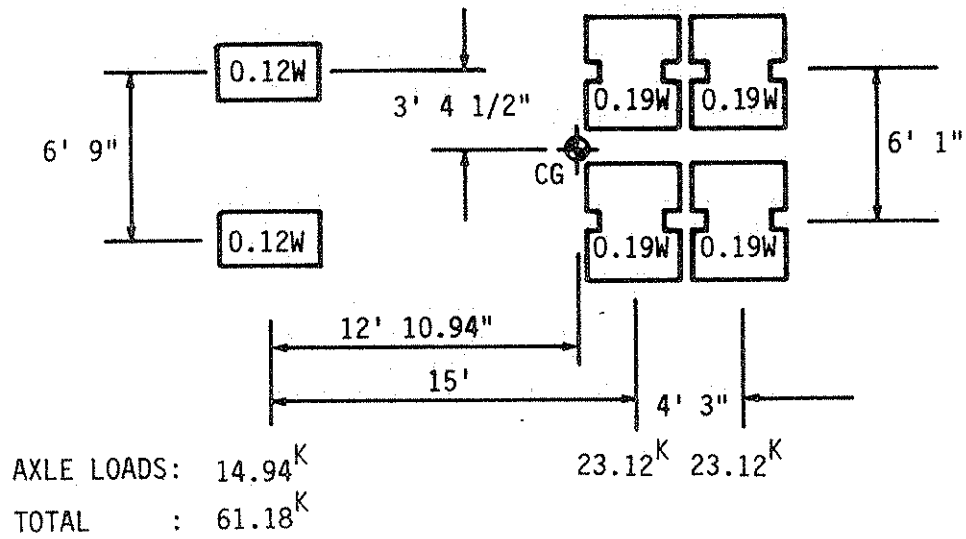 0.12W
3' 4 1/2"
0.19W 0.19W
6' 9"
6' 1"
CG
0.12W
0.19W 0.19W
12' 10.94"
15'
4' 3"
AXLE LOADS: 14.94K 23.12K 23.12K
TOTAL : 61.18K